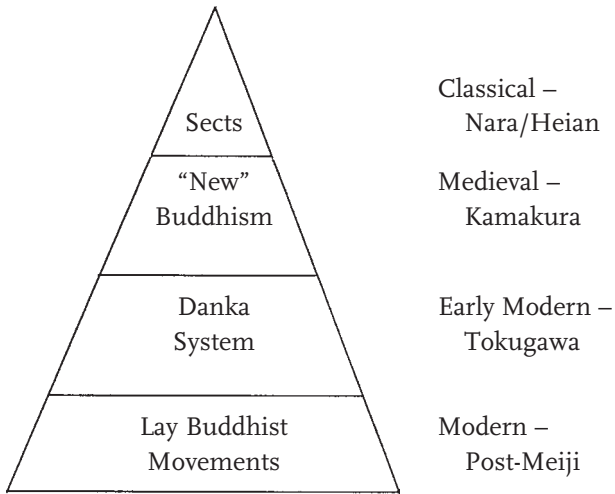 Classical –
Sects
Nara/Heian
“New”
Buddhism
Medieval –
Kamakura
Danka
System
Early Modern –
Tokugawa
Lay Buddhist
Movements
Modern –
Post-Meiji